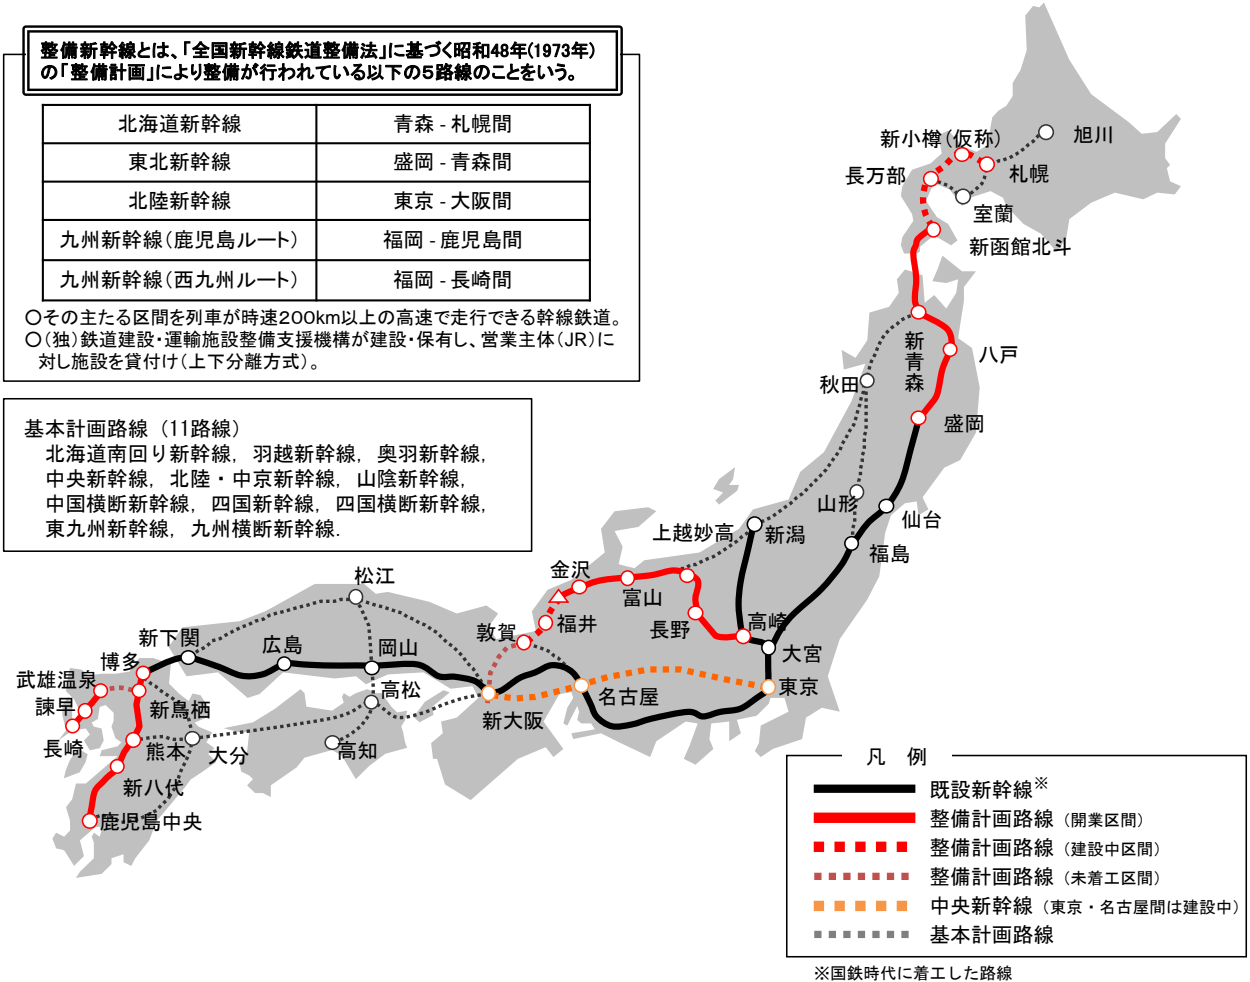 整備新幹線とは、「全国新幹線鉄道整備法」に基づく昭和48年(1973年)
の「整備計画」により整備が行われている以下の5路線のことをいう。
北海道新幹線 青森 - 札幌間
東北新幹線 盛岡 - 青森間
北陸新幹線 東京 - 大阪間
九州新幹線(鹿児島ルート) 福岡 - 鹿児島間
九州新幹線(西九州ルート) 福岡 - 長崎間
○その主たる区間を列車が時速200km以上の高速で走行できる幹線鉄道。
○(独)鉄道建設・運輸施設整備支援機構が建設・保有し、営業主体(JR)に
対し施設を貸付け(上下分離方式)。
基本計画路線 (11路線)
北海道南回り新幹線, 羽越新幹線, 奥羽新幹線,
中央新幹線, 北陸・中京新幹線, 山陰新幹線,
中国横断新幹線, 四国新幹線, 四国横断新幹線,
東九州新幹線, 九州横断新幹線.
旭川
新小樽(仮称)
札幌
長万部
室蘭
新函館北斗
新青森
八戸
秋田
盛岡
山形
仙台
上越妙高
新潟
福島
金沢
松江
富山
長野
高崎
福井
敦賀
新下関
広島
岡山
大宮
博多
武雄温泉
高松
名古屋
東京
新鳥栖
諫早
新大阪
長崎
熊本
大分
高知
新八代
鹿児島中央
凡 例
既設新幹線※
整備計画路線 (開業区間)
整備計画路線 (建設中区間)
整備計画路線 (未着工区間)
中央新幹線 (東京・名古屋間は建設中)
基本計画路線
※国鉄時代に着工した路線